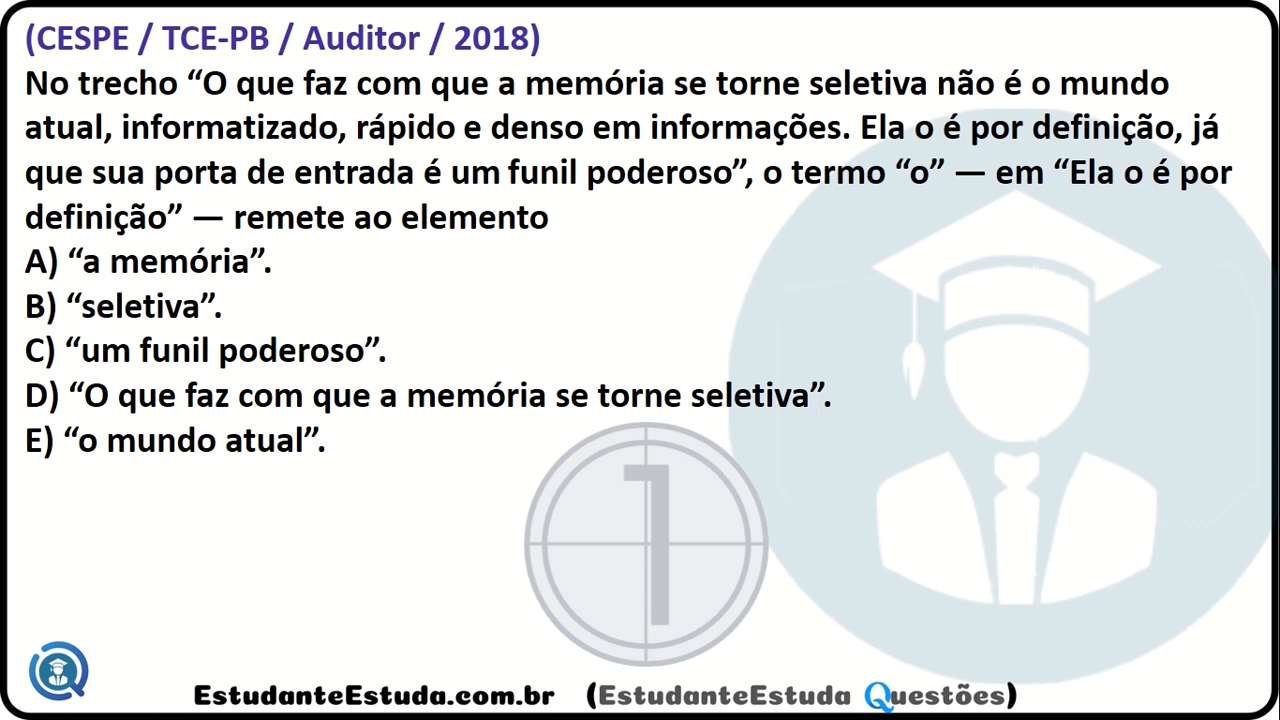 (CESPE / TCE-PB / Auditor / 2018)
No trecho “O que faz com que a memória se torne seletiva não é o mundo
atual, informatizado, rápido e denso em informações. Ela o é por definição, já
que sua porta de entrada é um funil poderoso”, o termo “o” — em “Ela o é por
definição” — remete ao elemento
A) “a memória”.
B) “seletiva”.
C) “um funil poderoso”.
D) “O que faz com que a memória se torne seletiva”.
E) “o mundo atual”.
1
EstudanteEstuda.com.br (EstudanteEstuda Questões)